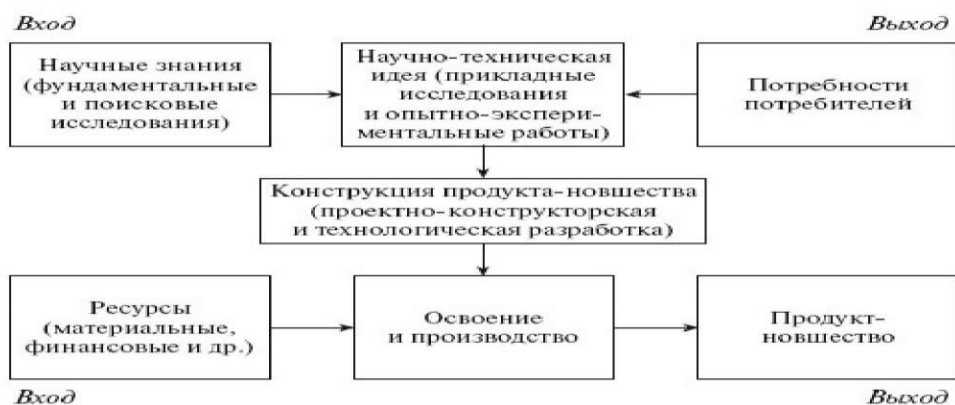 Вход
Выход
Научные знания
(фундаментальные
и поисковые
исследования)
Научно-техническая
идея (прикладные
исследования
и опытно-экспери-
ментальные работы)
Потребности
потребителей
Конструкция продукта-новшества
(проектно-конструкторская
и технологическая разработка)
Ресурсы
(материальные,
финансовые и др.)
Освоение
и производство
Продукт-
новшество
Вход
Выход